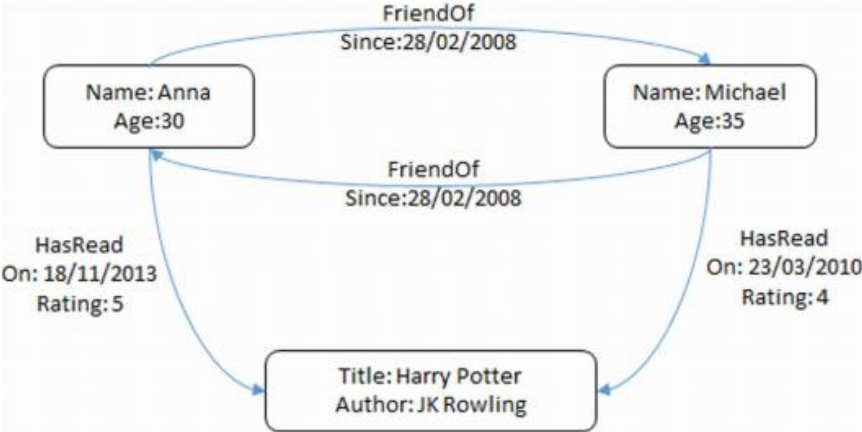 FriendOf
Since:28/02/2008
Name: Anna
Age:30
Name: Michael
Age:35
FriendOf
Since:28/02/2008
HasRead
On: 18/11/2013
Rating: 5
HasRead
On: 23/03/2010
Rating: 4
Title: Harry Potter
Author: JK Rowling